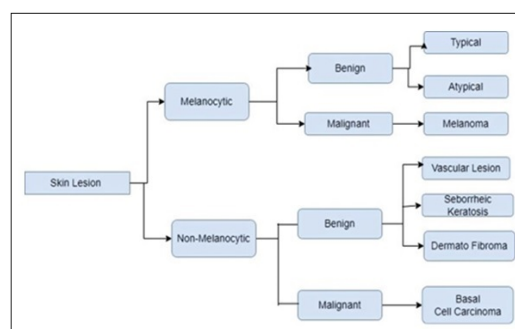 Typical
Benign
Atypical
Melanocytic
Malignant
Melanoma
Skin Lesion
Vascular Lesion
Seborrheic
Keratosis
Non-Melanocytic
Benign
Dermato Fibroma
Malignant
Basal
Cell Carcinoma